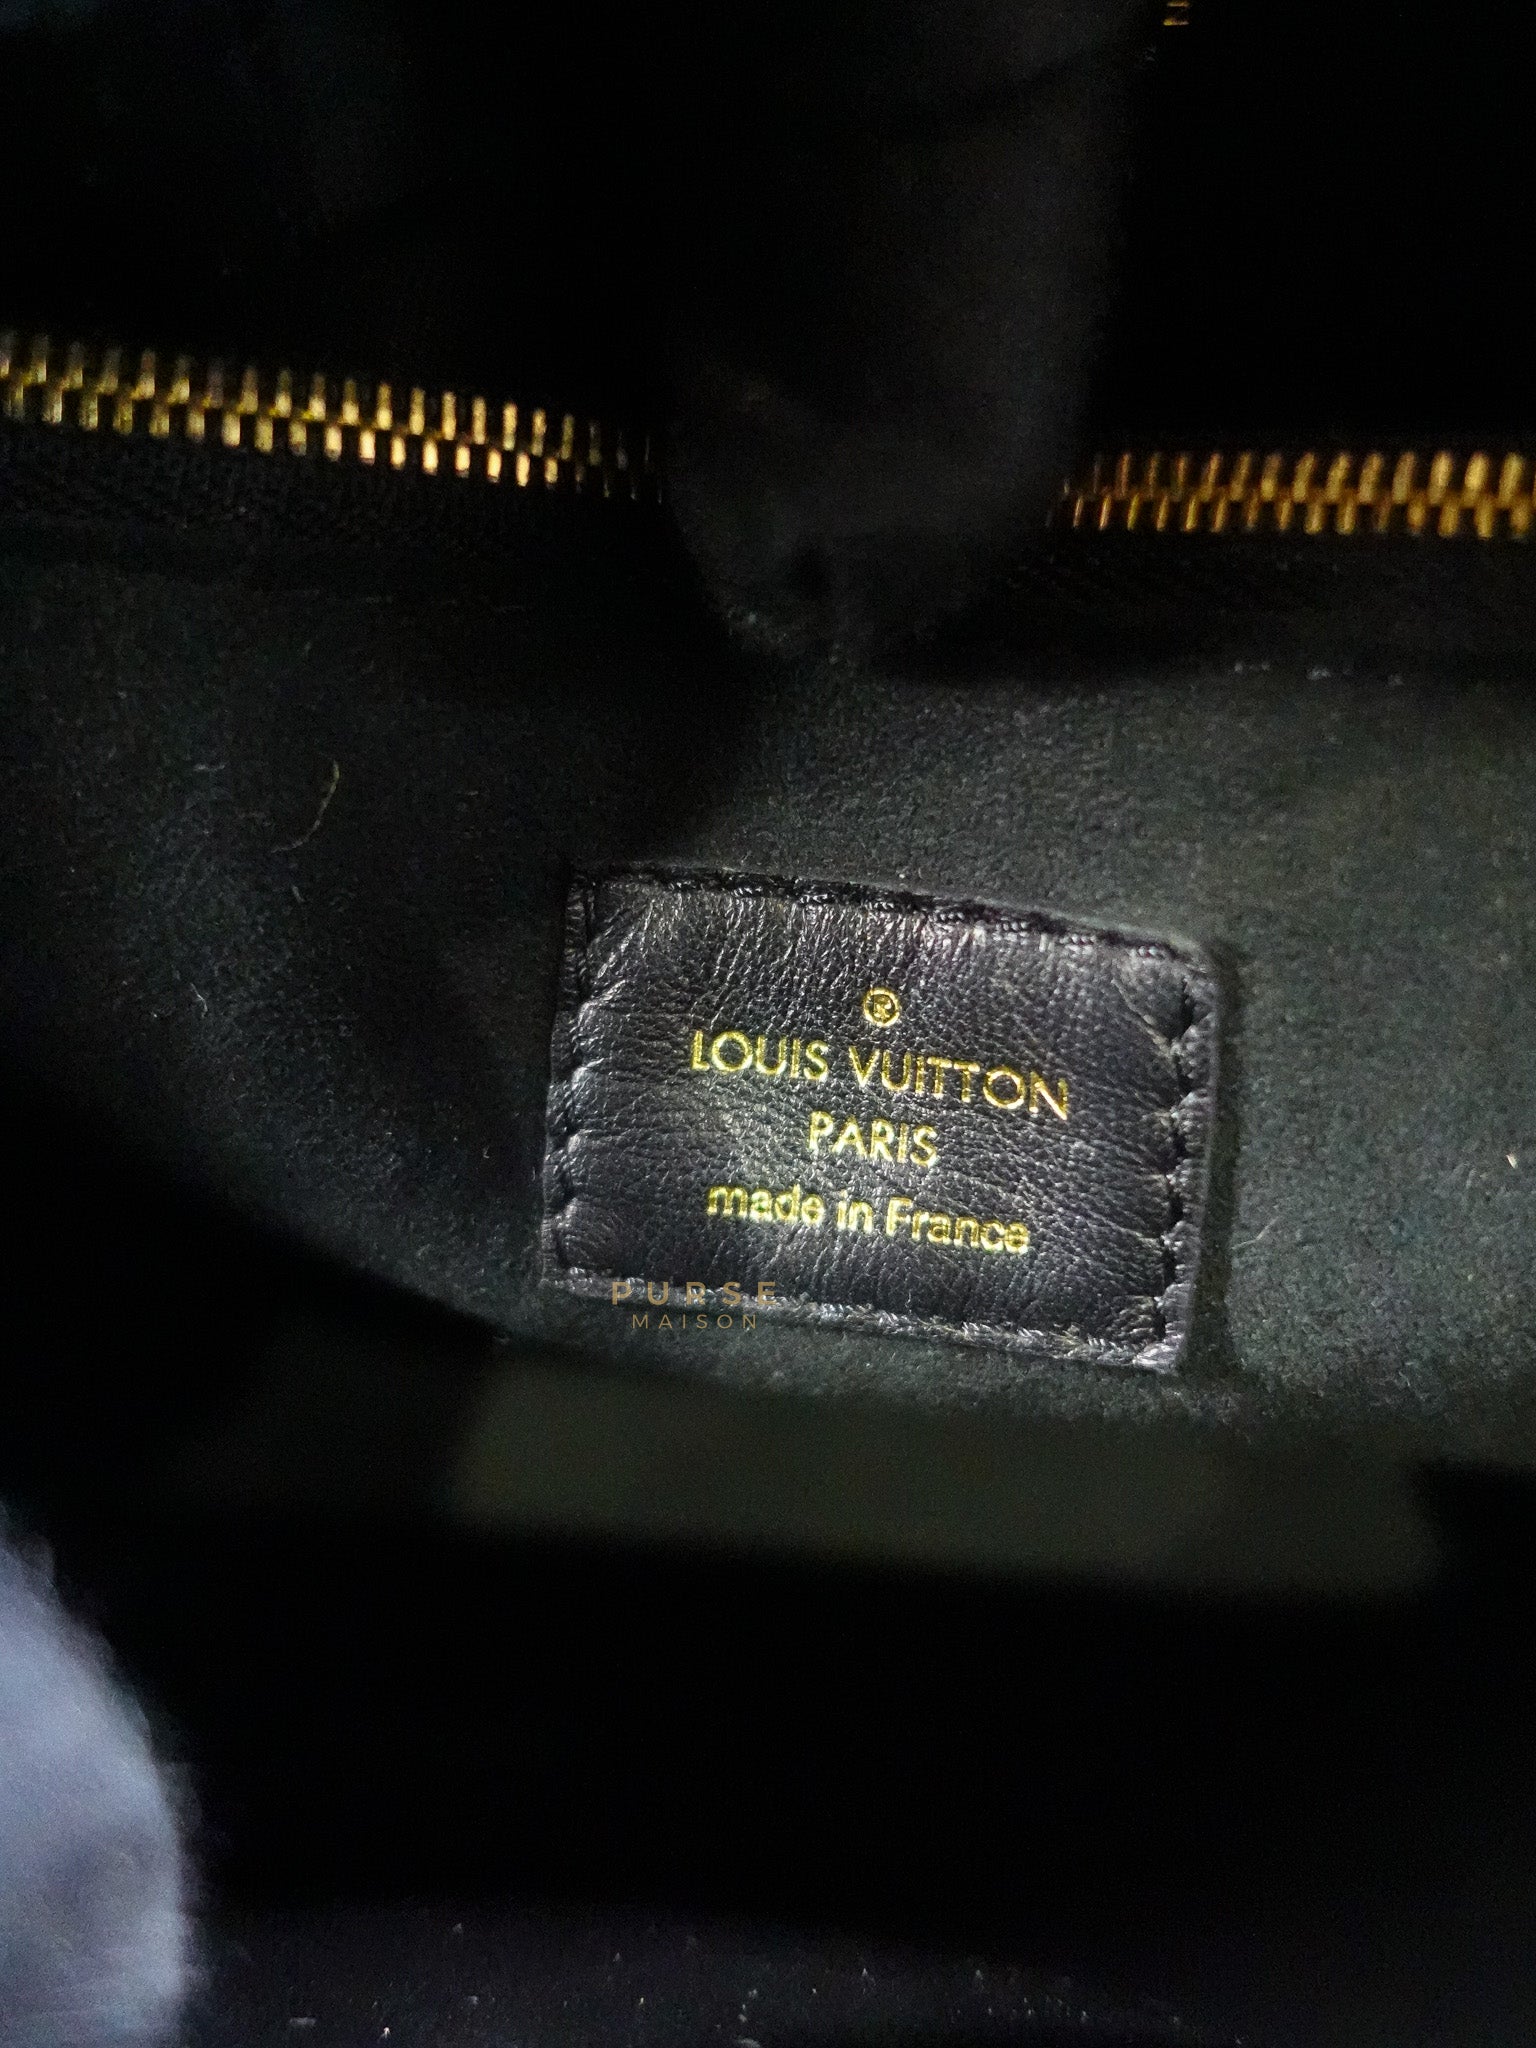 ®
LOUIS VUITTON
PARIS
made in France
PURSE
MAISON